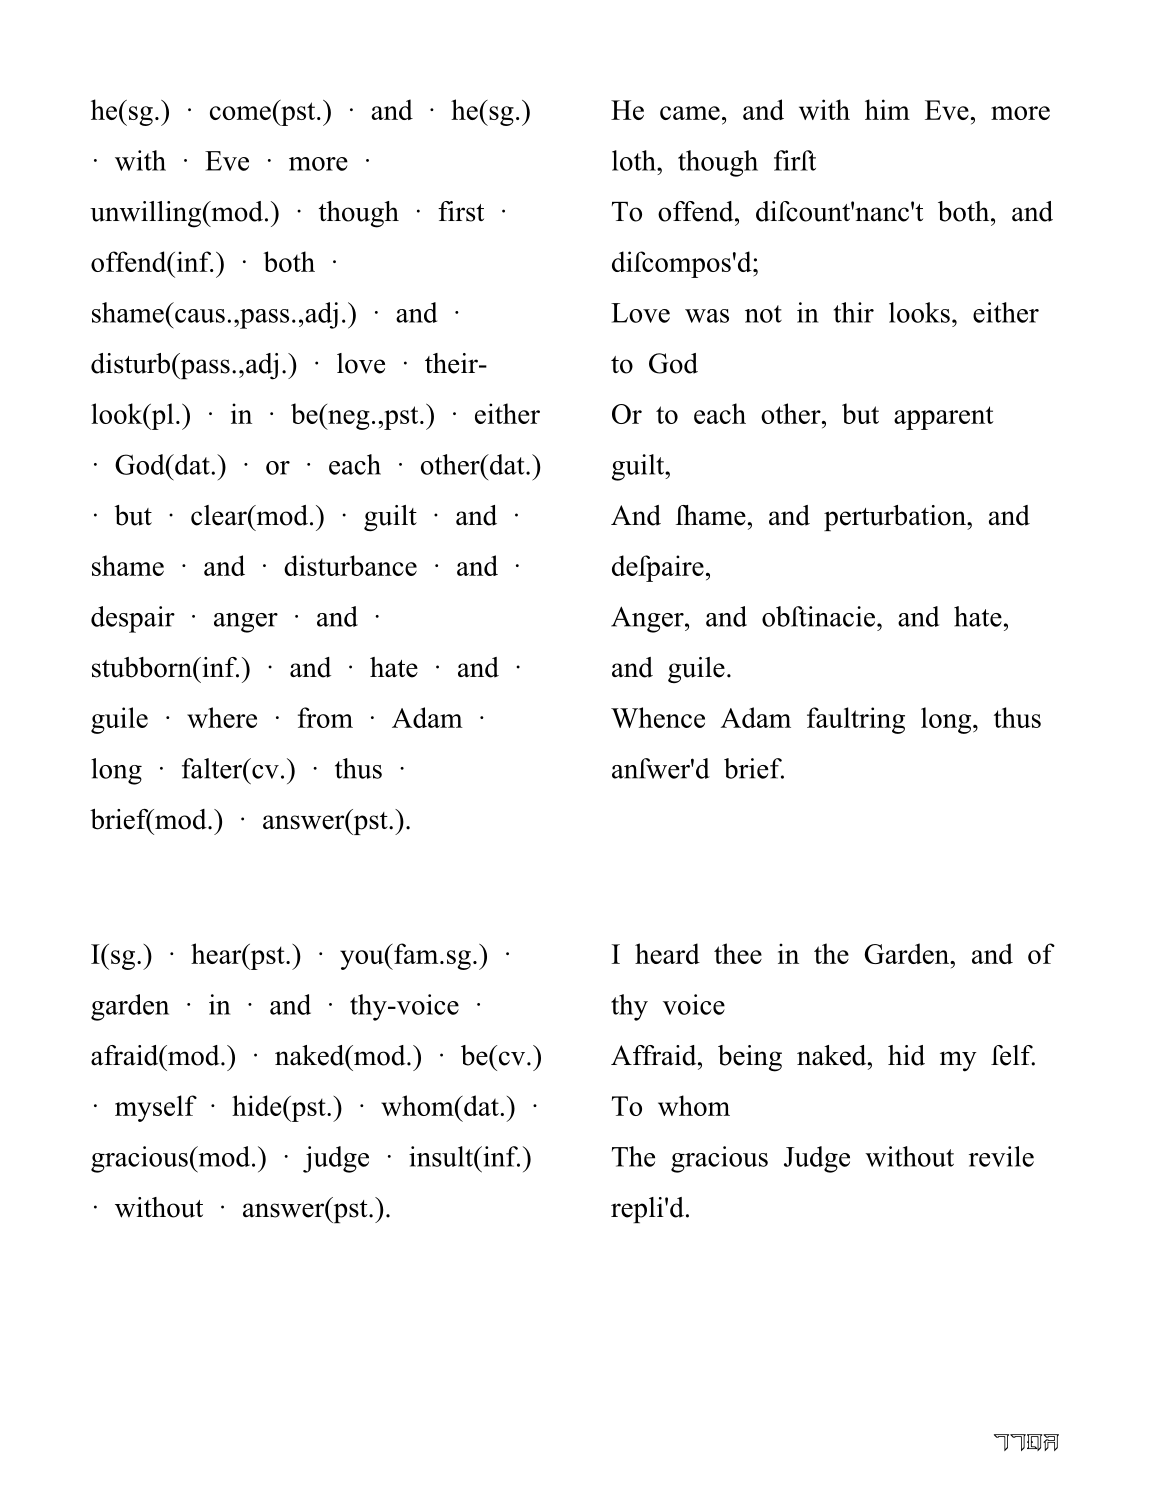 he(sg.) · come(pst.) · and · he(sg.)
· with · Eve · more ·
unwilling(mod.) · though · first ·
offend(inf.) · both ·
shame(caus.,pass.,adj.) · and ·
disturb(pass.,adj.) · love · their-
look(pl.) · in · be(neg.,pst.) · either
· God(dat.) · or · each · other(dat.)
· but · clear(mod.) · guilt · and ·
shame · and · disturbance · and ·
despair · anger · and ·
stubborn(inf.) · and · hate · and ·
guile · where · from · Adam ·
long · falter(cv.) · thus ·
brief(mod.) · answer(pst.).
He came, and with him Eve, more
loth, though firſt
To offend, diſcount'nanc't both, and
diſcompos'd;
Love was not in thir looks, either
to God
Or to each other, but apparent
guilt,
And ſhame, and perturbation, and
deſpaire,
Anger, and obſtinacie, and hate,
and guile.
Whence Adam faultring long, thus
anſwer'd brief.
I(sg.) · hear(pst.) · you(fam.sg.) ·
garden · in · and · thy-voice ·
afraid(mod.) · naked(mod.) · be(cv.)
· myself · hide(pst.) · whom(dat.) ·
gracious(mod.) · judge · insult(inf.)
· without · answer(pst.).
I heard thee in the Garden, and of
thy voice
Affraid, being naked, hid my ſelf.
To whom
The gracious Judge without revile
repli'd.